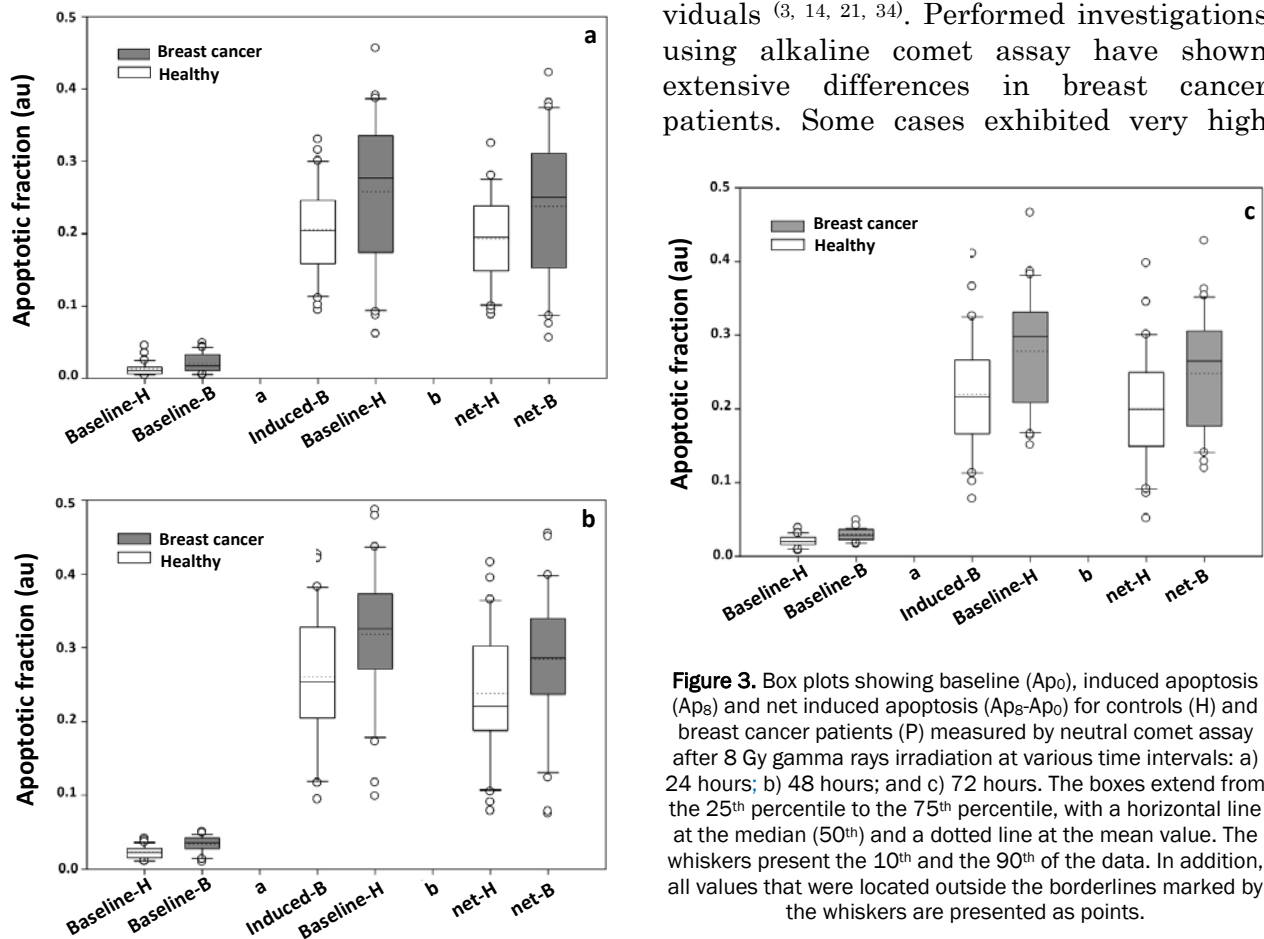 viduals (3, 14, 21, 34). Performed investigations
using alkaline comet assay have shown
extensive differences in breast cancer
patients. Some cases exhibited very high
a
Breast cancer
Healthy
Apoptotic fraction (au)
0.5
0.4
0.3
0.2
0.1
0.0
Baseline-H Baseline-B a Induced-B Baseline-H b net-H net-B
b
Breast cancer
Healthy
Apoptotic fraction (au)
0.5
0.4
0.3
0.2
0.1
0.0
Baseline-H Baseline-B a Induced-B Baseline-H b net-H net-B
c
Breast cancer
Healthy
Apoptotic fraction (au)
0.5
0.4
0.3
0.2
0.1
0.0
Baseline-H Baseline-B a Induced-B Baseline-H b net-H net-B
Figure 3. Box plots showing baseline (Ap0), induced apoptosis
(Ap8) and net induced apoptosis (Ap8-Ap0) for controls (H) and
breast cancer patients (P) measured by neutral comet assay
after 8 Gy gamma rays irradiation at various time intervals: a)
24 hours; b) 48 hours; and c) 72 hours. The boxes extend from
the 25th percentile to the 75th percentile, with a horizontal line
at the median (50th) and a dotted line at the mean value. The
whiskers present the 10th and the 90th of the data. In addition,
all values that were located outside the borderlines marked by
the whiskers are presented as points.